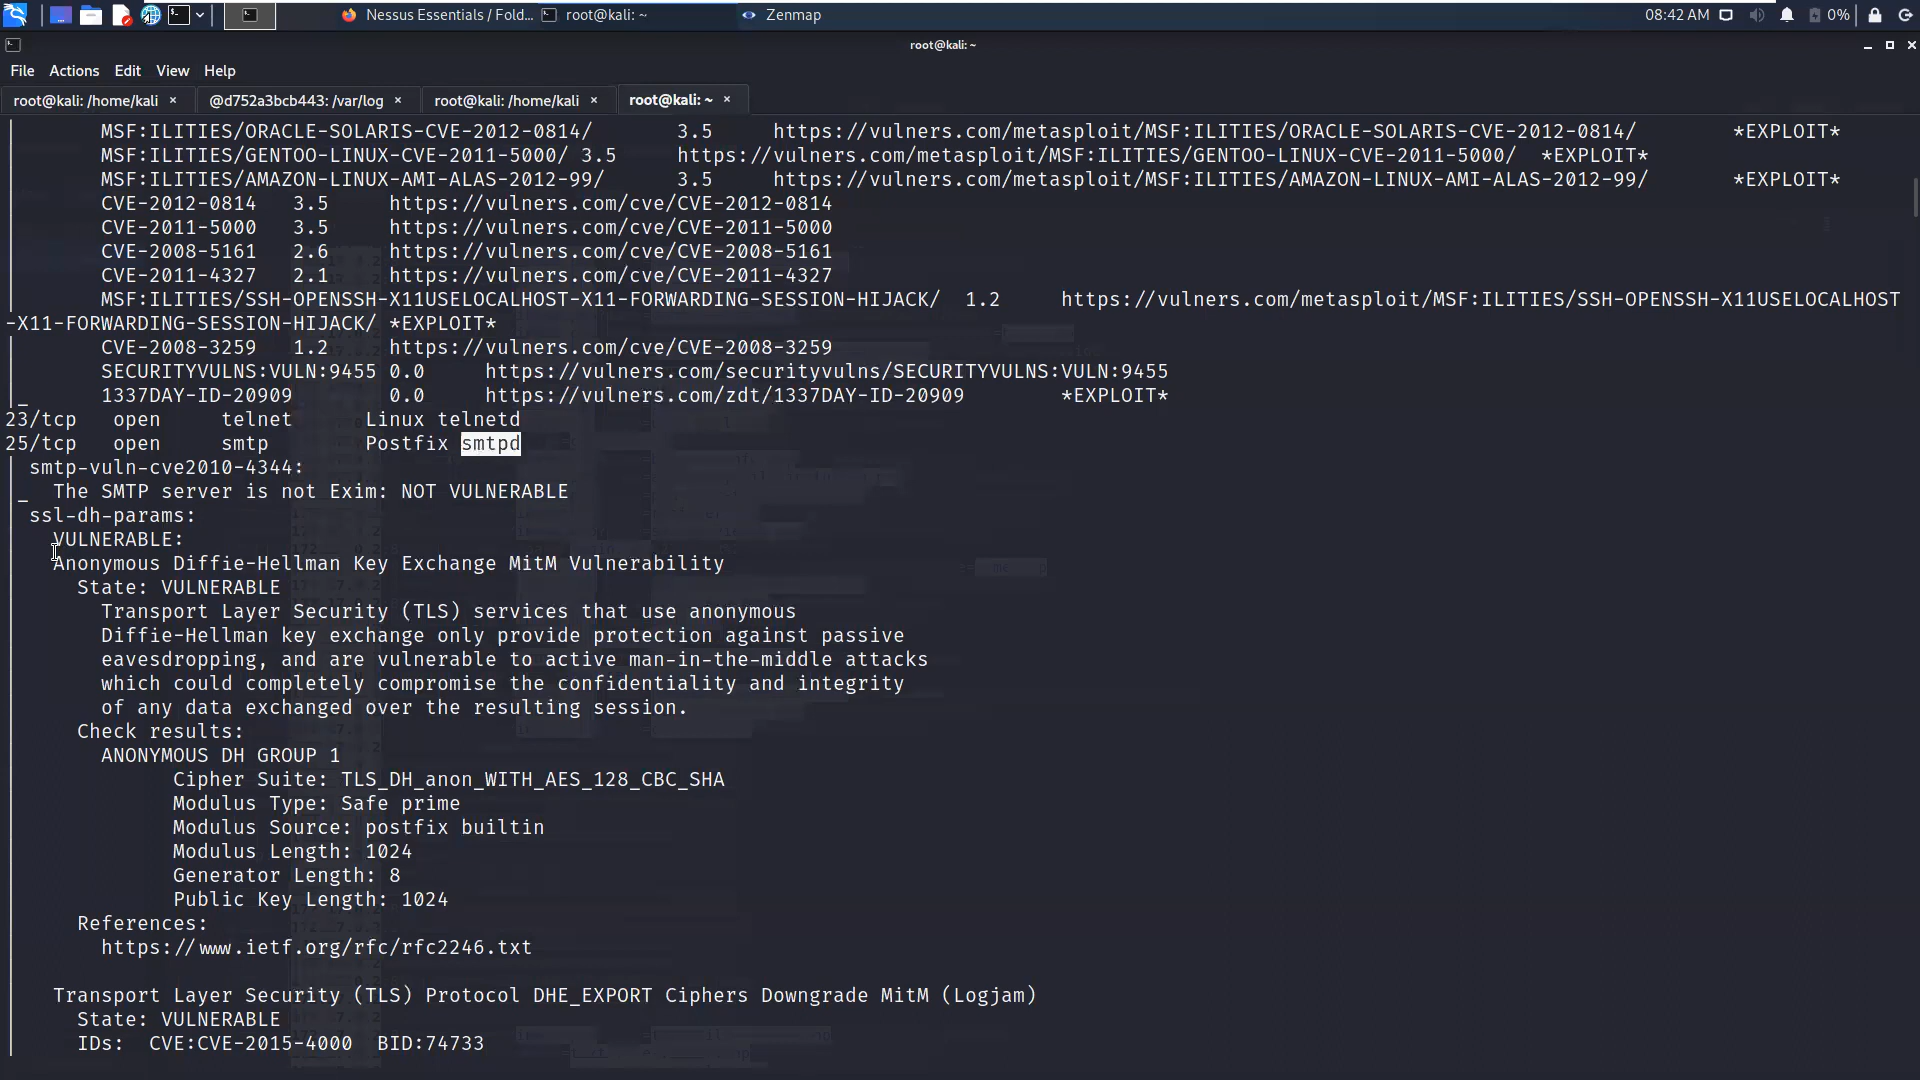 Nessus Essentials / Fold... root@kali: ~ Zenmap 08:42 AM 0%
root@kali: ~
File Actions Edit View Help
root@kali: /home/kali × @d752a3bcb443: /var/log × root@kali: /home/kali × root@kali: ~ ×
| MSF:ILITIES/ORACLE-SOLARIS-CVE-2012-0814/ 3.5 https://vulners.com/metasploit/MSF:ILITIES/ORACLE-SOLARIS-CVE-2012-0814/ *EXPLOIT*
| MSF:ILITIES/GENTOO-LINUX-CVE-2011-5000/ 3.5 https://vulners.com/metasploit/MSF:ILITIES/GENTOO-LINUX-CVE-2011-5000/ *EXPLOIT*
| MSF:ILITIES/AMAZON-LINUX-AMI-ALAS-2012-99/ 3.5 https://vulners.com/metasploit/MSF:ILITIES/AMAZON-LINUX-AMI-ALAS-2012-99/ *EXPLOIT*
| CVE-2012-0814 3.5 https://vulners.com/cve/CVE-2012-0814
| CVE-2011-5000 3.5 https://vulners.com/cve/CVE-2011-5000
| CVE-2008-5161 2.6 https://vulners.com/cve/CVE-2008-5161
| CVE-2011-4327 2.1 https://vulners.com/cve/CVE-2011-4327
| MSF:ILITIES/SSH-OPENSSH-X11USELOCALHOST-X11-FORWARDING-SESSION-HIJACK/ 1.2 https://vulners.com/metasploit/MSF:ILITIES/SSH-OPENSSH-X11USELOCALHOST
-X11-FORWARDING-SESSION-HIJACK/ *EXPLOIT*
| CVE-2008-3259 1.2 https://vulners.com/cve/CVE-2008-3259
| SECURITYVULNS:VULN:9455 0.0 https://vulners.com/securityvulns/SECURITYVULNS:VULN:9455
|_ 1337DAY-ID-20909 0.0 https://vulners.com/zdt/1337DAY-ID-20909 *EXPLOIT*
23/tcp open telnet Linux telnetd
25/tcp open smtp Postfix smtpd
| smtp-vuln-cve2010-4344:
|_ The SMTP server is not Exim: NOT VULNERABLE
| ssl-dh-params:
| VULNERABLE:
| Anonymous Diffie-Hellman Key Exchange MitM Vulnerability
| State: VULNERABLE
| Transport Layer Security (TLS) services that use anonymous
| Diffie-Hellman key exchange only provide protection against passive
| eavesdropping, and are vulnerable to active man-in-the-middle attacks
| which could completely compromise the confidentiality and integrity
| of any data exchanged over the resulting session.
| Check results:
| ANONYMOUS DH GROUP 1
| Cipher Suite: TLS_DH_anon_WITH_AES_128_CBC_SHA
| Modulus Type: Safe prime
| Modulus Source: postfix builtin
| Modulus Length: 1024
| Generator Length: 8
| Public Key Length: 1024
| References:
| https://www.ietf.org/rfc/rfc2246.txt
|
| Transport Layer Security (TLS) Protocol DHE_EXPORT Ciphers Downgrade MitM (Logjam)
| State: VULNERABLE
| IDs: CVE:CVE-2015-4000 BID:74733